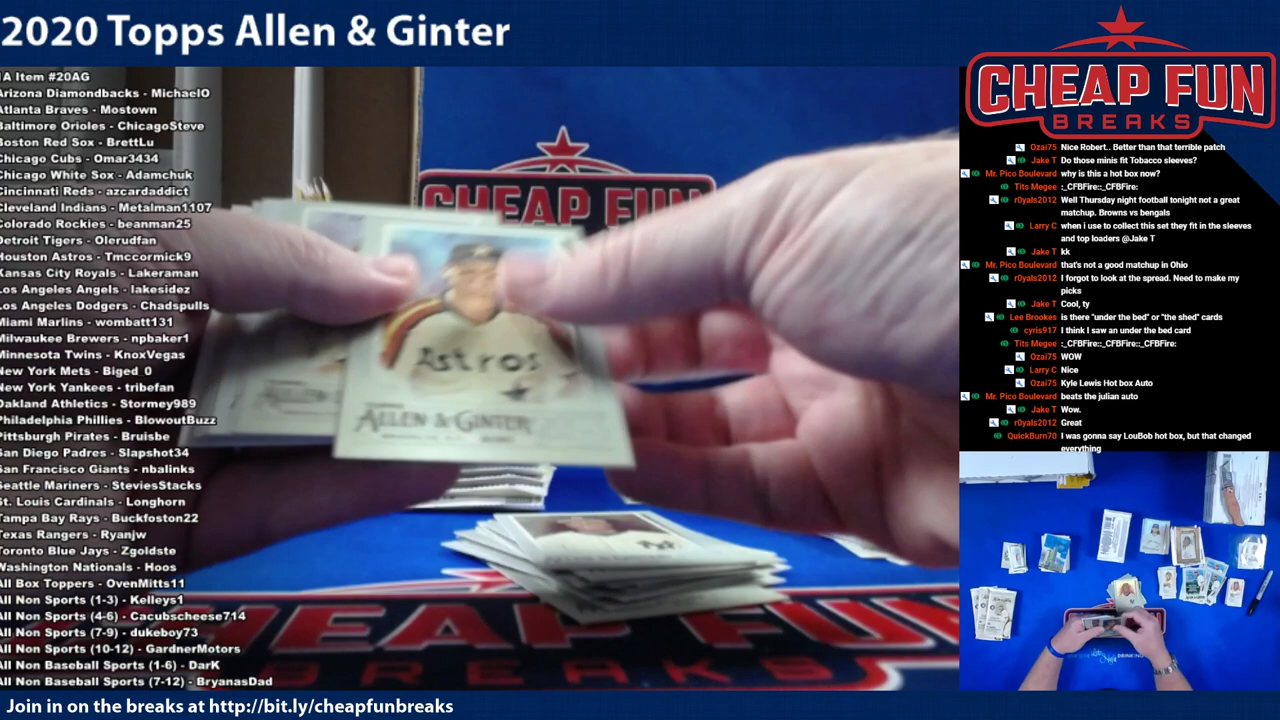 2020 Topps Allen & Ginter
1A Item #20AG
Arizona Diamondbacks - MichaelO
Atlanta Braves - Mostown
Baltimore Orioles - ChicagoSteve
Boston Red Sox - BrettLu
Chicago Cubs - Omar3434
Chicago White Sox - Adamchuk
Cincinnati Reds - azcardaddict
Cleveland Indians - Metalman1107
Colorado Rockies - beanman25
Detroit Tigers - Olerudfan
Houston Astros - Tmccormick9
Kansas City Royals - Lakeraman
Los Angeles Angels - lakesidez
Los Angeles Dodgers - Chadspulls
Miami Marlins - wombatt131
Milwaukee Brewers - npbaker1
Minnesota Twins - KnoxVegas
New York Mets - Biged_0
New York Yankees - tribefan
Oakland Athletics - Stormey989
Philadelphia Phillies - BlowoutBuzz
Pittsburgh Pirates - Bruisbe
San Diego Padres - Slapshot34
San Francisco Giants - nbalinks
Seattle Mariners - SteviesStacks
St. Louis Cardinals - Longhorn
Tampa Bay Rays - Buckfoston22
Texas Rangers - Ryanjw
Toronto Blue Jays - Zgoldste
Washington Nationals - Hoos
All Box Toppers - OvenMitts11
All Non Sports (1-3) - Kelleys1
All Non Sports (4-6) - Cacubscheese714
All Non Sports (7-9) - dukeboy73
All Non Sports (10-12) - GardnerMotors
All Non Baseball Sports (1-6) - DarK
All Non Baseball Sports (7-12) - BryanasDad
CHEAP FUN
Astros
ALLEN & GINTER
CHEAP FUN
BREAKS
CHEAP FUN
BREAKS
Ozai75 Nice Robert.. Better than that terrible patch
Jake T Do those minis fit Tobacco sleeves?
Mr. Pico Boulevard why is this a hot box now?
Tits Megee :_CFBFire::_CFBFire:
r0yals2012 Well Thursday night football tonight not a great
matchup. Browns vs bengals
Larry C when i use to collect this set they fit in the sleeves
and top loaders @Jake T
Jake T kk
Mr. Pico Boulevard that's not a good matchup in Ohio
r0yals2012 I forgot to look at the spread. Need to make my
picks
Jake T Cool, ty
Lee Brookes is there "under the bed" or "the shed" cards
cyris917 I think I saw an under the bed card
Tits Megee :_CFBFire::_CFBFire::_CFBFire:
Ozai75 WOW
Larry C Nice
Ozai75 Kyle Lewis Hot box Auto
Mr. Pico Boulevard beats the julian auto
Jake T Wow.
r0yals2012 Great
QuickBurn70 I was gonna say LouBob hot box, but that changed
everything
Join in on the breaks at http://bit.ly/cheapfunbreaks